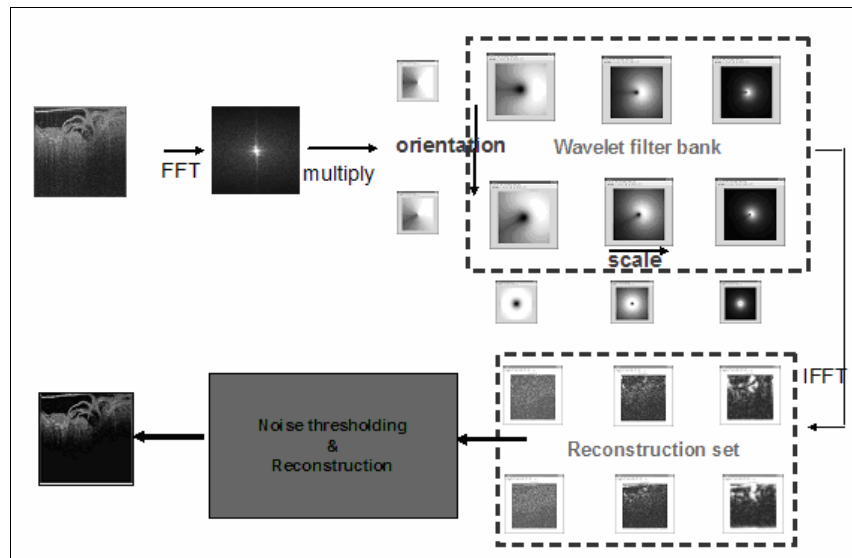 FFT
multiply
orientation
Wavelet filter bank
scale
IFFT
Noise thresholding
&
Reconstruction
Reconstruction set